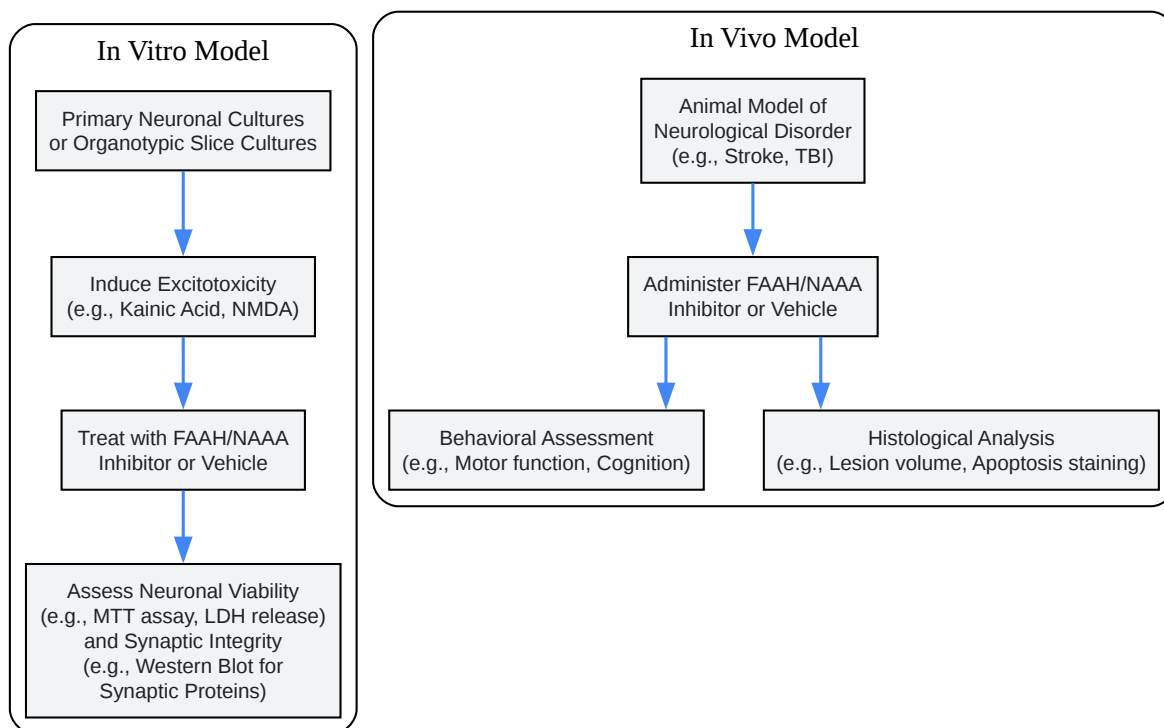 In Vitro Model
Primary Neuronal Cultures
or Organotypic Slice Cultures
Induce Excitotoxicity
(e.g., Kainic Acid, NMDA)
Treat with FAAH/NAAA
Inhibitor or Vehicle
Assess Neuronal Viability
(e.g., MTT assay, LDH release)
and Synaptic Integrity
(e.g., Western Blot for
Synaptic Proteins)
In Vivo Model
Animal Model of
Neurological Disorder
(e.g., Stroke, TBI)
Administer FAAH/NAAA
Inhibitor or Vehicle
Behavioral Assessment
(e.g., Motor function, Cognition)
Histological Analysis
(e.g., Lesion volume, Apoptosis staining)